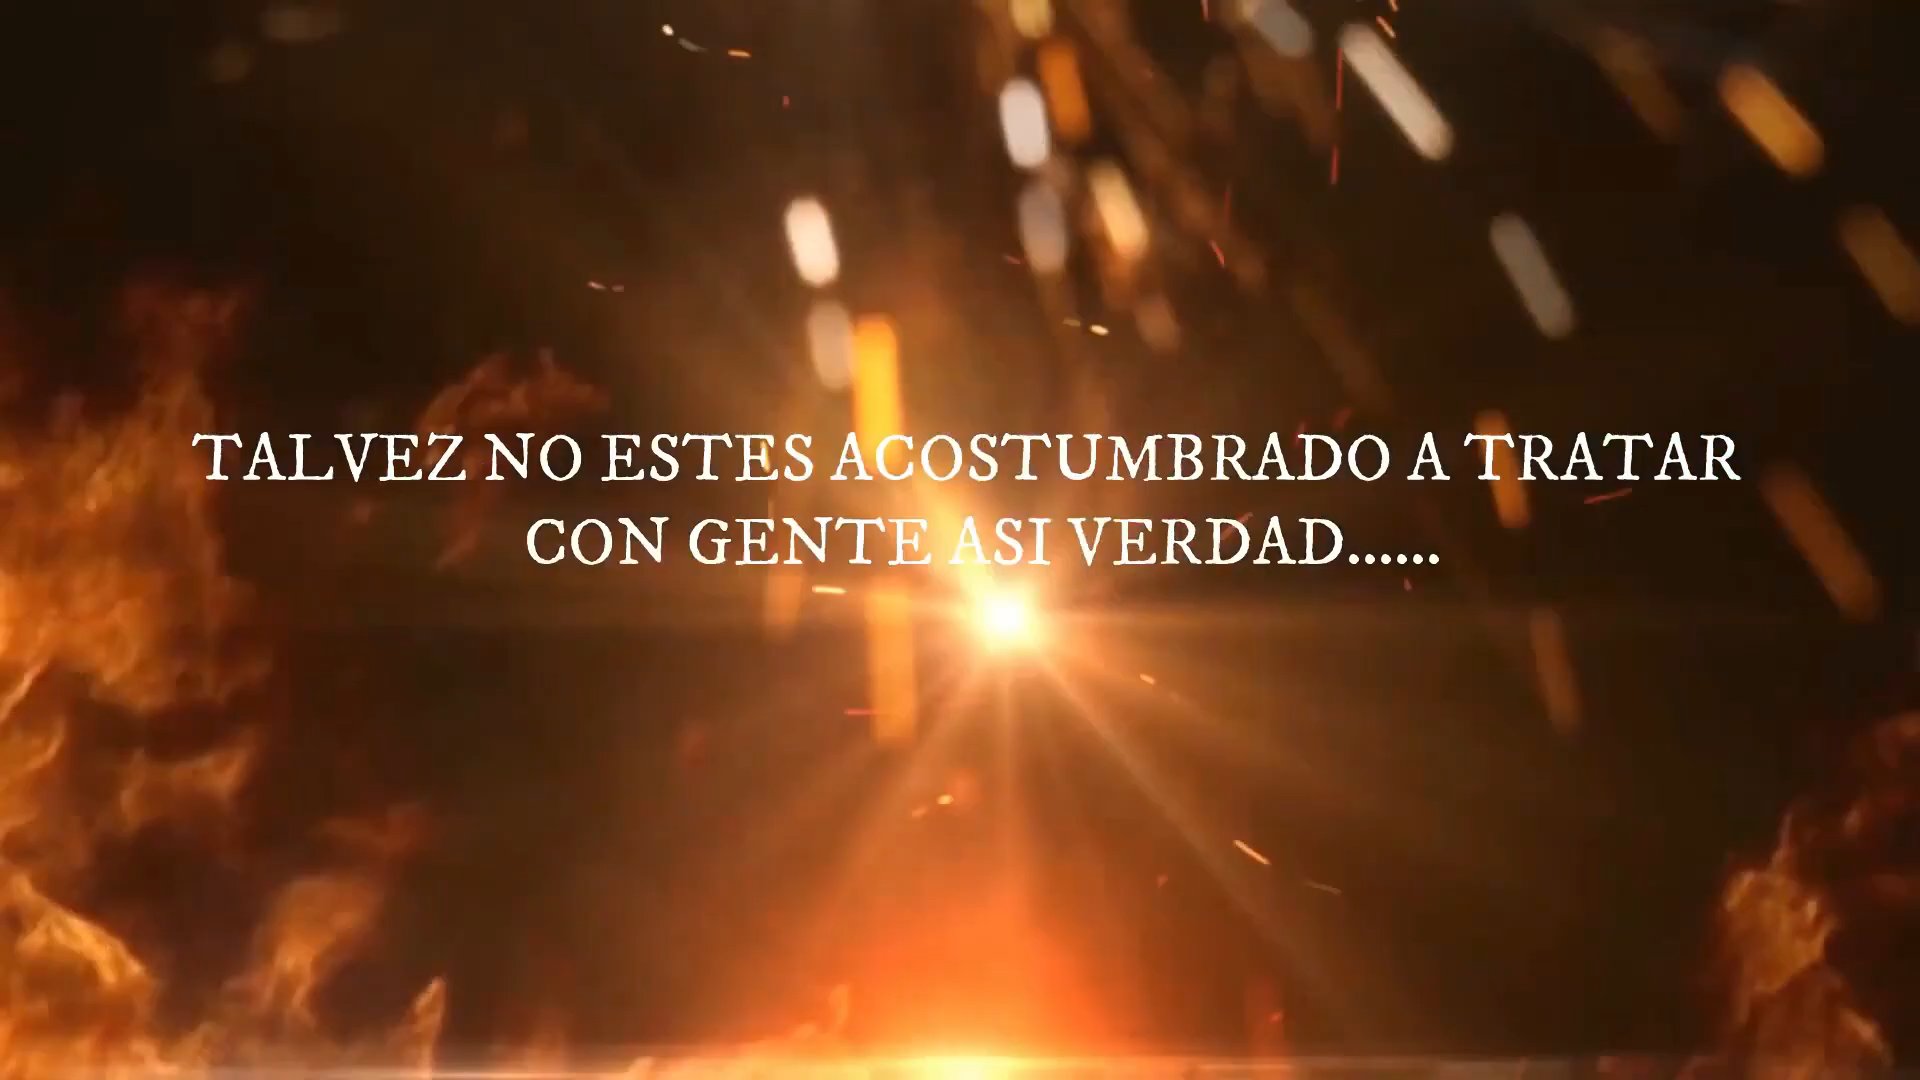 TALVEZ NO ESTES ACOSTUMBRADO A TRATAR
CON GENTE ASI VERDAD......